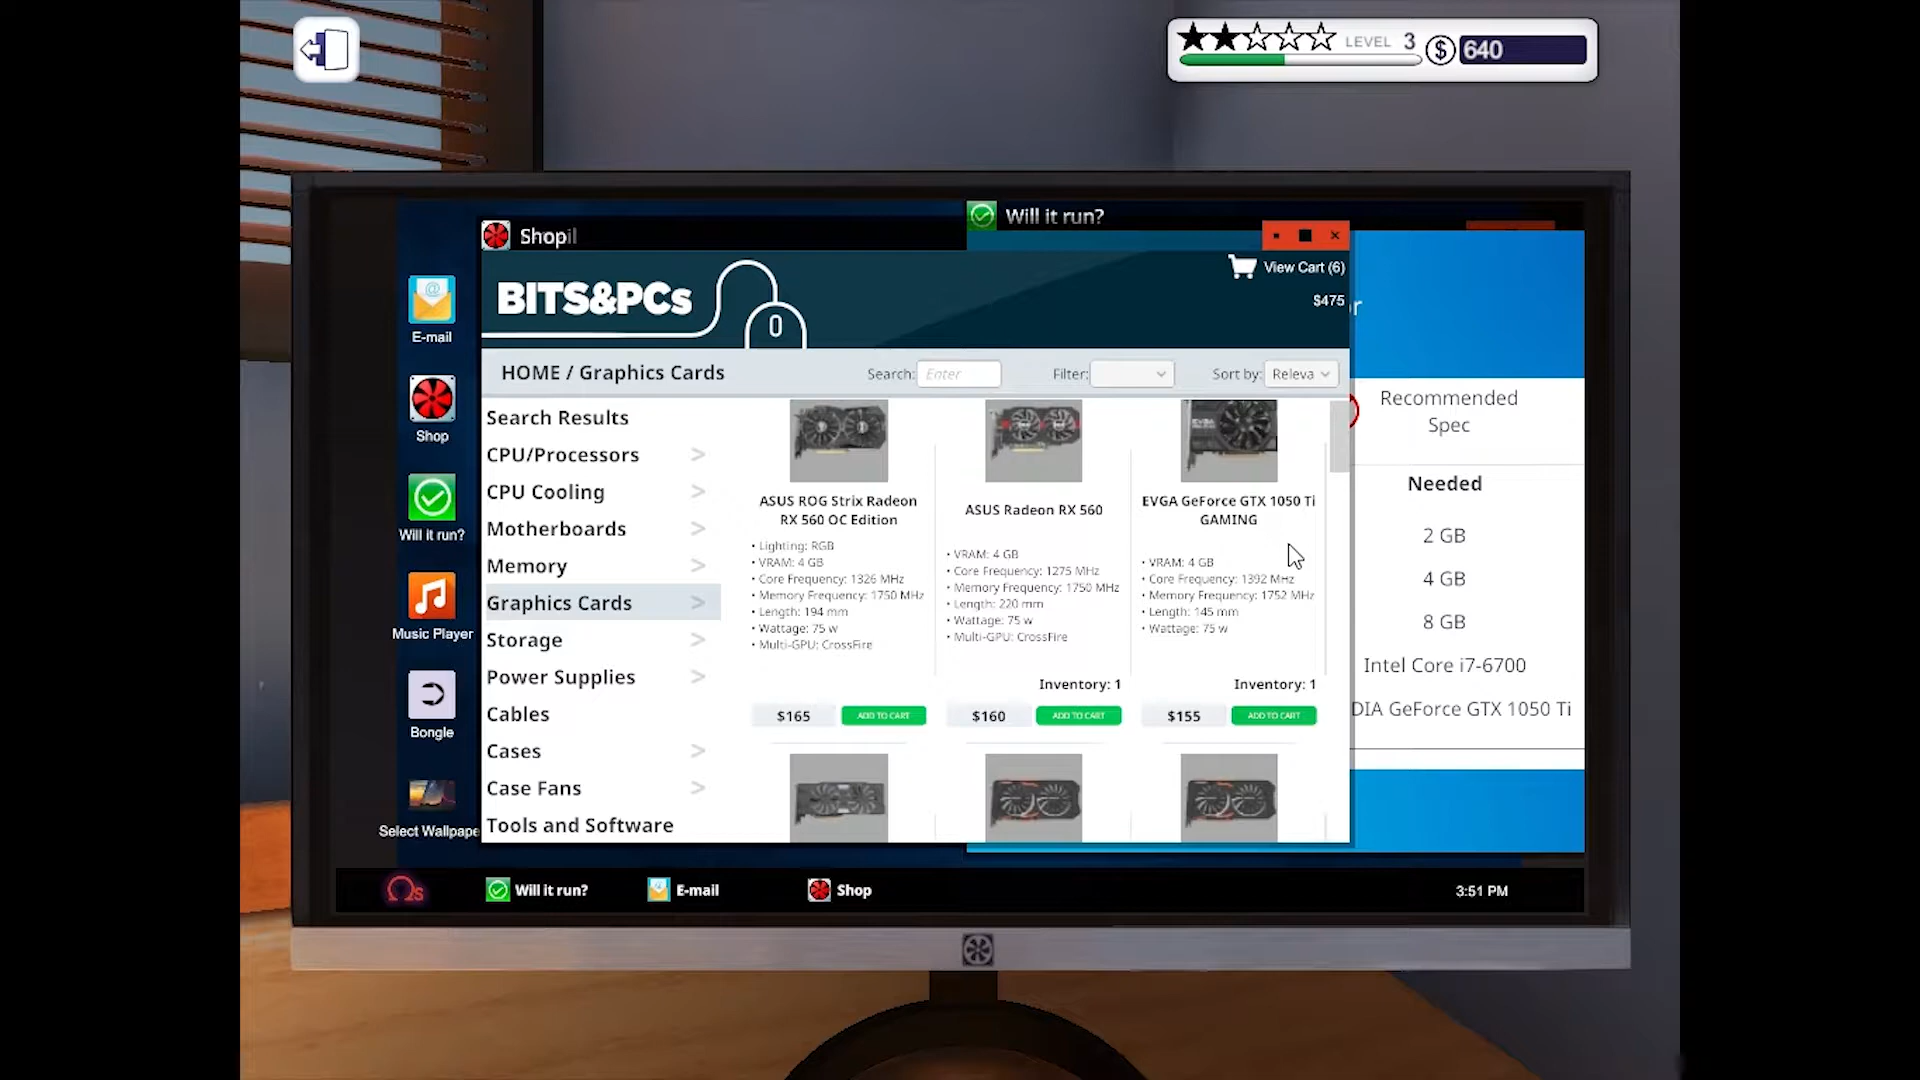 LEVEL 3
$ 640
Will it run?
Shop
BITS&PCs
View Cart (6)
$475
HOME / Graphics Cards
Search: Enter
Filter:
Sort by: Releva
Search Results
CPU/Processors >
CPU Cooling >
Motherboards >
Memory >
Graphics Cards >
Storage >
Power Supplies >
Cables
Cases >
Case Fans >
Tools and Software
ASUS ROG Strix Radeon
RX 560 OC Edition
• Lighting: RGB
• VRAM: 4 GB
• Core Frequency: 1326 MHz
• Memory Frequency: 1750 MHz
• Length: 194 mm
• Wattage: 75 w
• Multi-GPU: CrossFire
$165
ADD TO CART
ASUS Radeon RX 560
• VRAM: 4 GB
• Core Frequency: 1275 MHz
• Memory Frequency: 1750 MHz
• Length: 220 mm
• Wattage: 75 w
• Multi-GPU: CrossFire
Inventory: 1
$160
ADD TO CART
EVGA
EVGA GeForce GTX 1050 Ti
GAMING
• VRAM: 4 GB
• Core Frequency: 1392 MHz
• Memory Frequency: 1752 MHz
• Length: 145 mm
• Wattage: 75 w
Inventory: 1
$155
ADD TO CART
r
Recommended
Spec
Needed
2 GB
4 GB
8 GB
Intel Core i7-6700
DIA GeForce GTX 1050 Ti
E-mail
Shop
Will it run?
Music Player
Bongle
Select Wallpape
Ωs
Will it run?
E-mail
Shop
3:51 PM